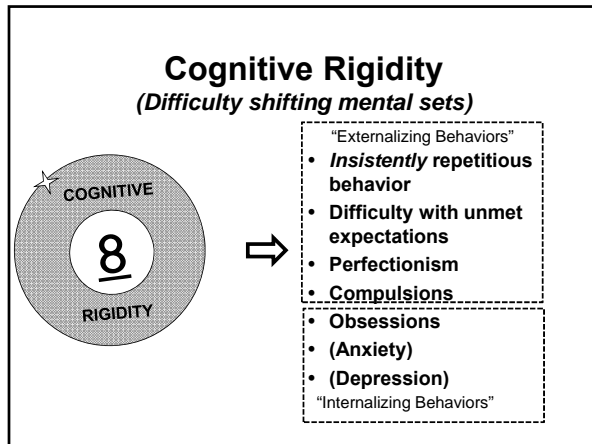 Cognitive Rigidity
(Difficulty shifting mental sets)
COGNITIVE
8
RIGIDITY
“Externalizing Behaviors”
• Insistently repetitious
behavior
• Difficulty with unmet
expectations
• Perfectionism
• Compulsions
• Obsessions
• (Anxiety)
• (Depression)
“Internalizing Behaviors”